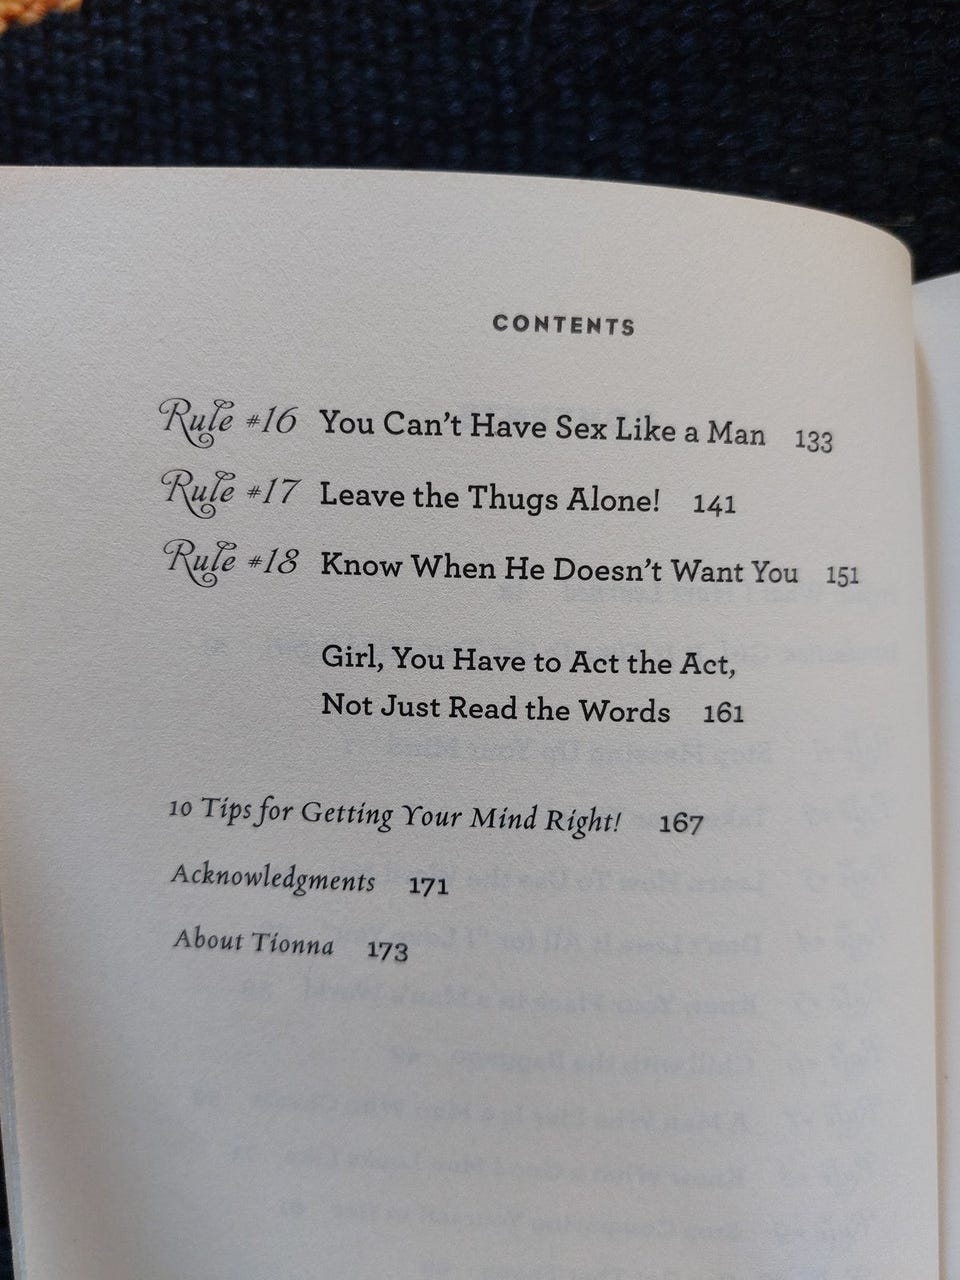 CONTENTS
Rule #16 You Can't Have Sex Like a Man 133
Rule #17 Leave the Thugs Alone! 141
Rule #18 Know When He Doesn't Want You 151
Girl, You Have to Act the Act,
Not Just Read the Words 161
10 Tips for Getting Your Mind Right! 167
Acknowledgments 171
About Tionna 173